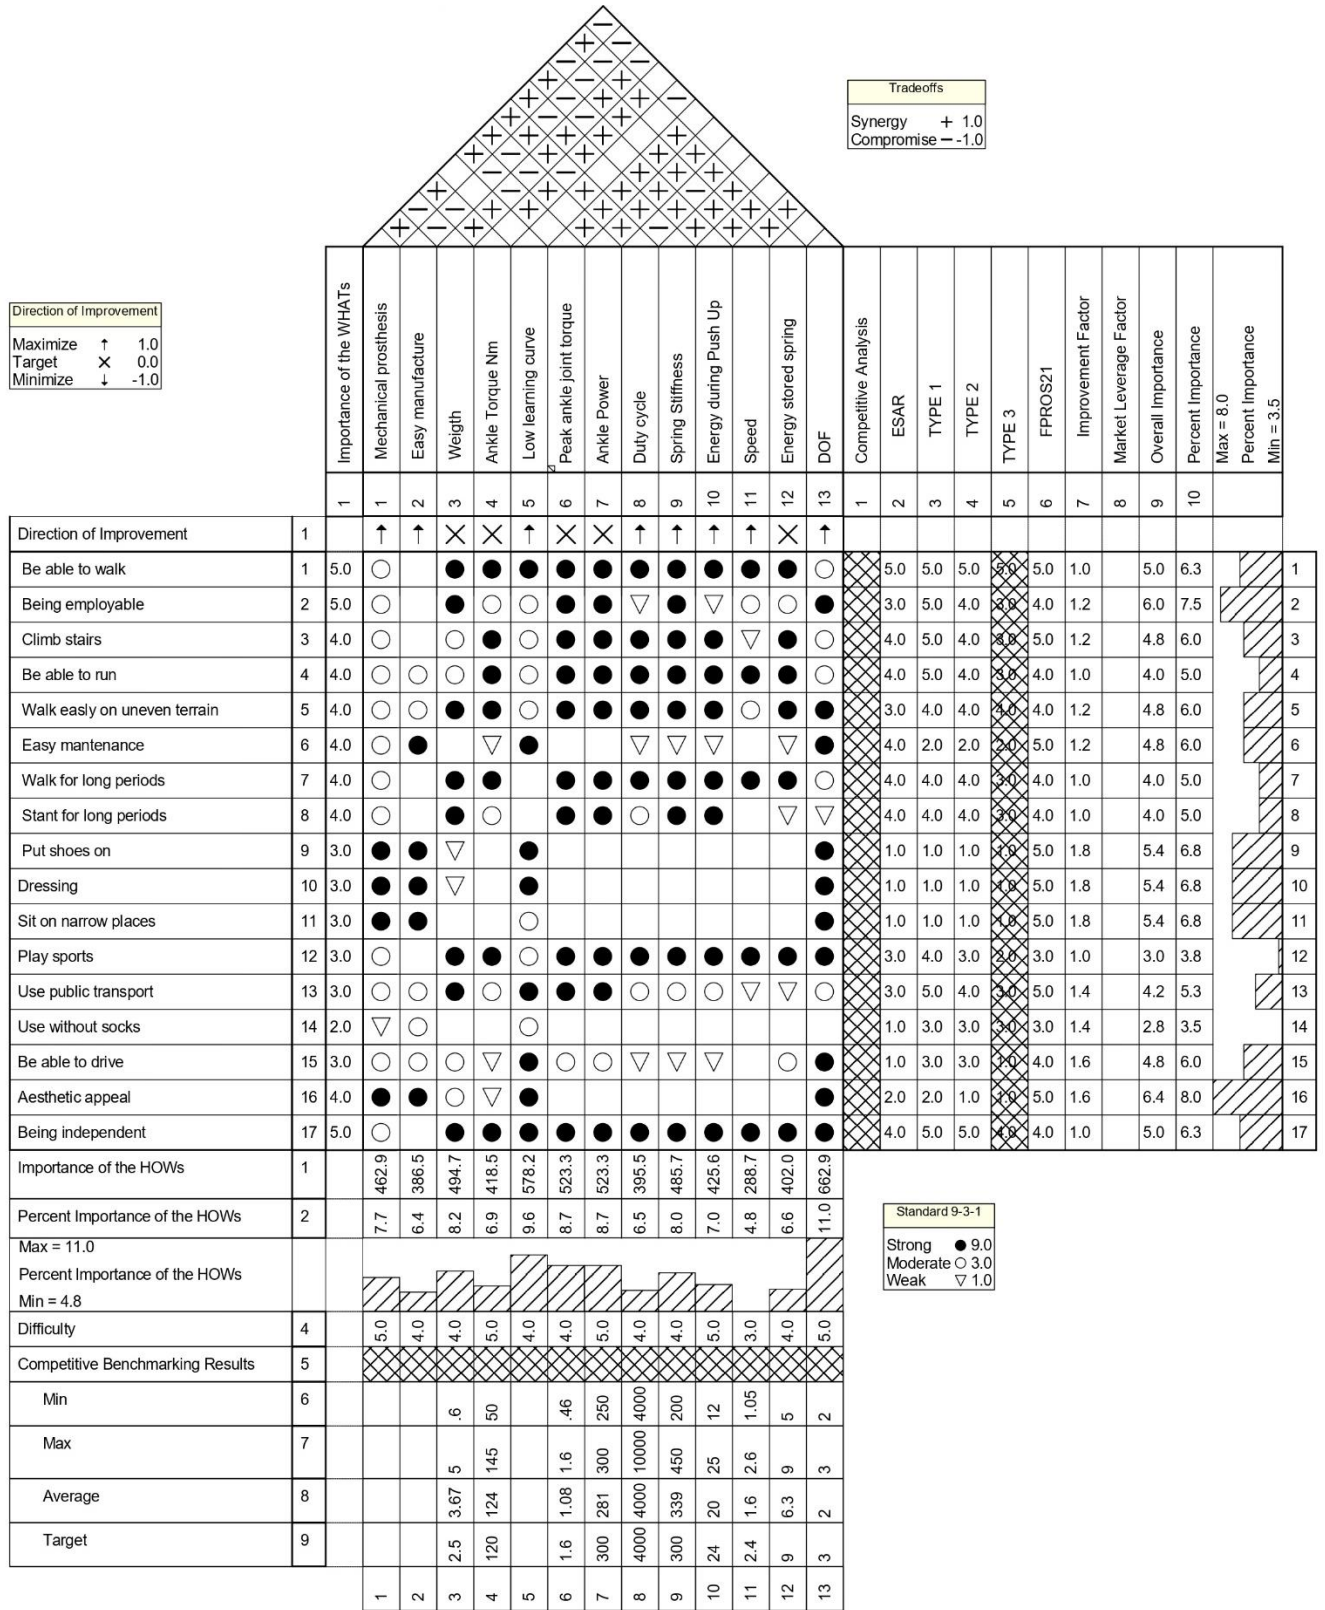 Tradeoffs
Synergy + 1.0
Compromise − -1.0
Direction of Improvement
Maximize ↑ 1.0
Target × 0.0
Minimize ↓ -1.0
Importance of the WHATs
Mechanical prosthesis
Easy manufacture
Weigth
Ankle Torque Nm
Low learning curve
Peak ankle joint torque
Ankle Power
Duty cycle
Spring Stiffness
Energy during Push Up
Speed
Energy stored spring
DOF
Competitive Analysis
ESAR
TYPE 1
TYPE 2
TYPE 3
FPROS21
Improvement Factor
Market Leverage Factor
Overall Importance
Percent Importance
Max = 8.0
Percent Importance
Min = 3.5
1 1 2 3 4 5 6 7 8 9 10 11 12 13 1 2 3 4 5 6 7 8 9 10
Direction of Improvement 1 ↑ ↑ × × ↑ × × ↑ ↑ ↑ ↑ × ↑
Be able to walk 1 5.0 ○ ● ● ● ● ● ● ● ● ● ● ○ 5.0 5.0 5.0 5.0 5.0 1.0 5.0 6.3 1
Being employable 2 5.0 ○ ● ○ ○ ● ● ▽ ● ▽ ○ ○ ● 3.0 5.0 4.0 3.0 4.0 1.2 6.0 7.5 2
Climb stairs 3 4.0 ○ ○ ● ○ ● ● ● ● ● ▽ ● ○ 4.0 5.0 4.0 3.0 5.0 1.2 4.8 6.0 3
Be able to run 4 4.0 ○ ○ ○ ● ○ ● ● ● ● ● ● ● ○ 4.0 5.0 4.0 3.0 4.0 1.0 4.0 5.0 4
Walk easly on uneven terrain 5 4.0 ○ ○ ● ● ○ ● ● ● ● ● ○ ● ● 3.0 4.0 4.0 4.0 4.0 1.2 4.8 6.0 5
Easy mantenance 6 4.0 ○ ● ▽ ● ▽ ▽ ▽ ▽ ● 4.0 2.0 2.0 2.0 5.0 1.2 4.8 6.0 6
Walk for long periods 7 4.0 ○ ● ● ● ● ● ● ● ● ● ○ 4.0 4.0 4.0 3.0 4.0 1.0 4.0 5.0 7
Stant for long periods 8 4.0 ○ ● ○ ● ● ○ ● ● ▽ ▽ 4.0 4.0 4.0 3.0 4.0 1.0 4.0 5.0 8
Put shoes on 9 3.0 ● ● ▽ ● ● 1.0 1.0 1.0 1.0 5.0 1.8 5.4 6.8 9
Dressing 10 3.0 ● ● ▽ ● ● 1.0 1.0 1.0 1.0 5.0 1.8 5.4 6.8 10
Sit on narrow places 11 3.0 ● ● ○ ● 1.0 1.0 1.0 1.0 5.0 1.8 5.4 6.8 11
Play sports 12 3.0 ○ ● ● ○ ● ● ● ● ● ● ● ● 3.0 4.0 3.0 2.0 3.0 1.0 3.0 3.8 12
Use public transport 13 3.0 ○ ○ ● ○ ● ● ● ○ ○ ○ ▽ ▽ ○ 3.0 5.0 4.0 3.0 5.0 1.4 4.2 5.3 13
Use without socks 14 2.0 ▽ ○ ○ 1.0 3.0 3.0 3.0 3.0 1.4 2.8 3.5 14
Be able to drive 15 3.0 ○ ○ ○ ▽ ● ○ ○ ▽ ▽ ▽ ○ ● 1.0 3.0 3.0 1.0 4.0 1.6 4.8 6.0 15
Aesthetic appeal 16 4.0 ● ● ○ ▽ ● ● 2.0 2.0 1.0 1.0 5.0 1.6 6.4 8.0 16
Being independent 17 5.0 ○ ● ● ● ● ● ● ● ● ● ● ● 4.0 5.0 5.0 4.0 4.0 1.0 5.0 6.3 17
Importance of the HOWs 1 462.9 386.5 494.7 418.5 578.2 523.3 523.3 395.5 485.7 425.6 288.7 402.0 662.9
Percent Importance of the HOWs 2 7.7 6.4 8.2 6.9 9.6 8.7 8.7 6.5 8.0 7.0 4.8 6.6 11.0
Max = 11.0
Percent Importance of the HOWs
Min = 4.8
Standard 9-3-1
Strong ● 9.0
Moderate ○ 3.0
Weak ▽ 1.0
Difficulty 4 5.0 4.0 4.0 5.0 4.0 4.0 5.0 4.0 4.0 5.0 3.0 4.0 5.0
Competitive Benchmarking Results 5
Min 6 .6 50 .46 250 4000 200 12 1.05 5 2
Max 7 5 145 1.6 300 10000 450 25 2.6 9 3
Average 8 3.67 124 1.08 281 4000 339 20 1.6 6.3 2
Target 9 2.5 120 1.6 300 4000 300 24 2.4 9 3
1 2 3 4 5 6 7 8 9 10 11 12 13